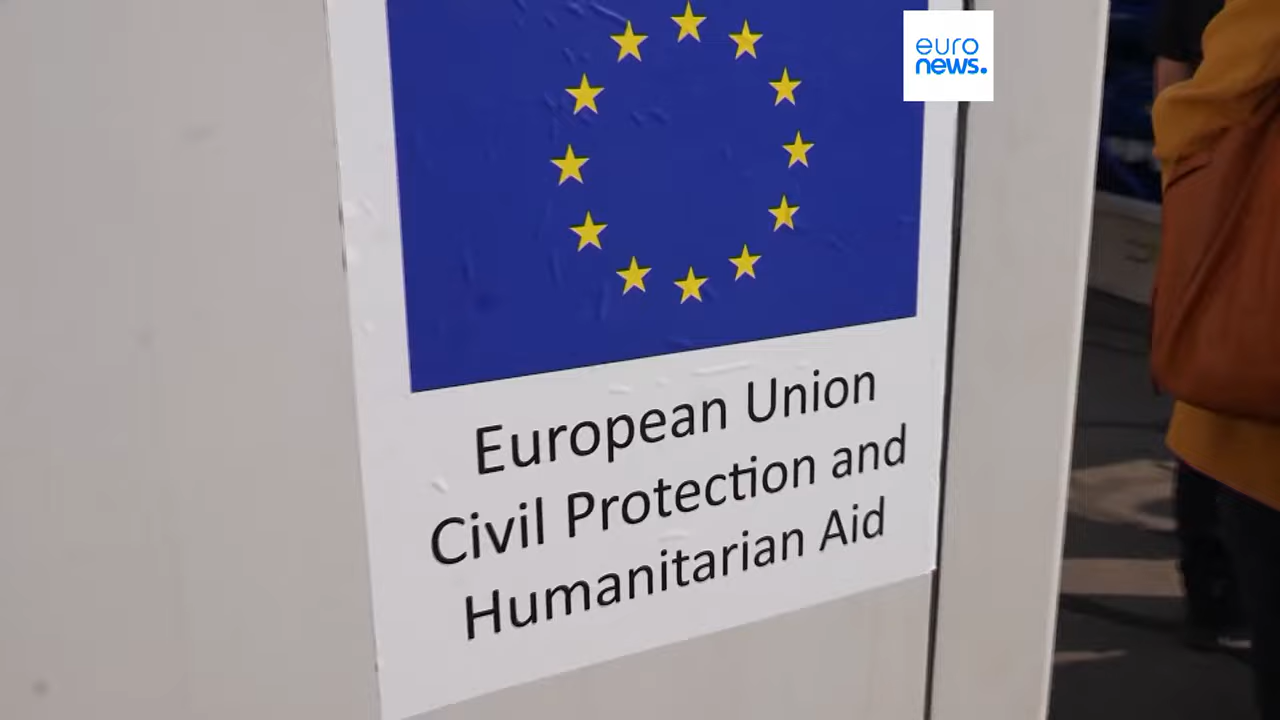 euro
news.
European Union
Civil Protection and
Humanitarian Aid